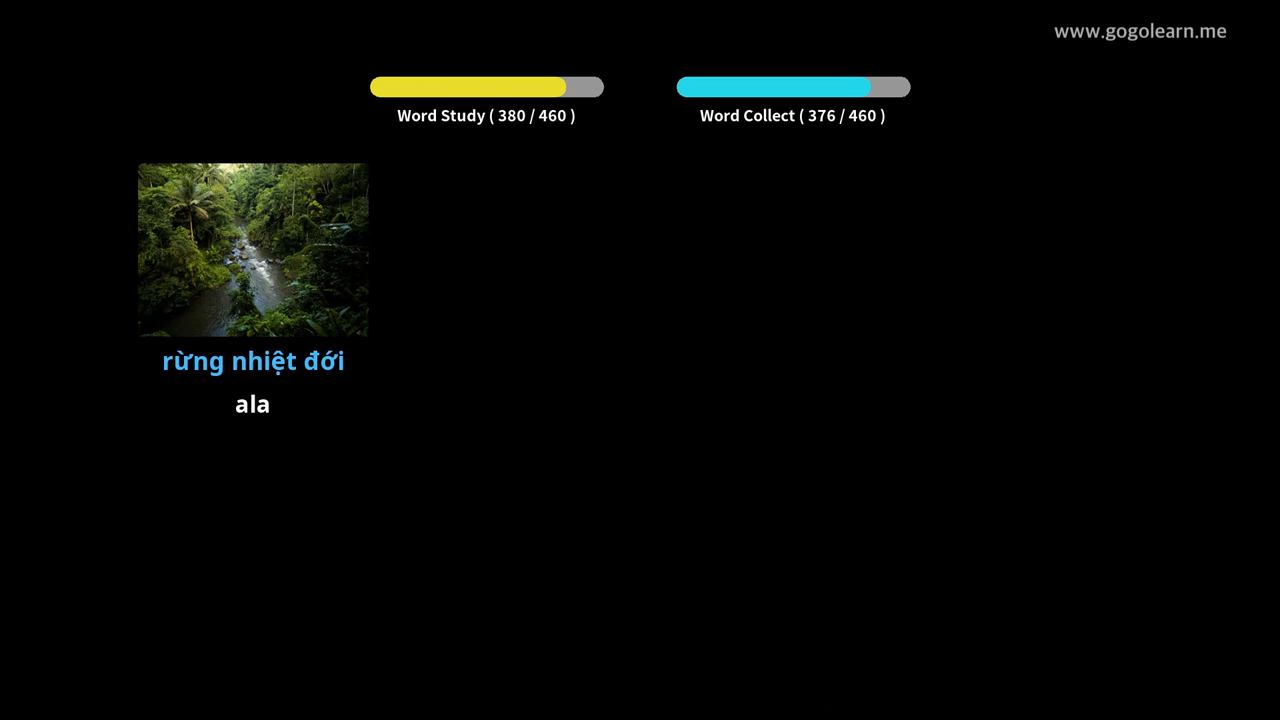 www.gogolearn.me
Word Study ( 380 / 460 )
Word Collect ( 376 / 460 )
rừng nhiệt đới
ala